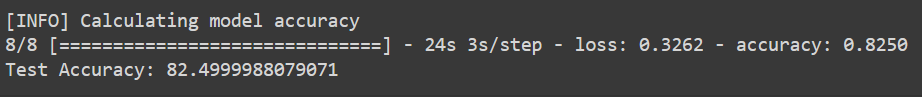 [INFO] Calculating model accuracy
8/8 [==============================] - 24s 3s/step - loss: 0.3262 - accuracy: 0.8250
Test Accuracy: 82.4999988079071